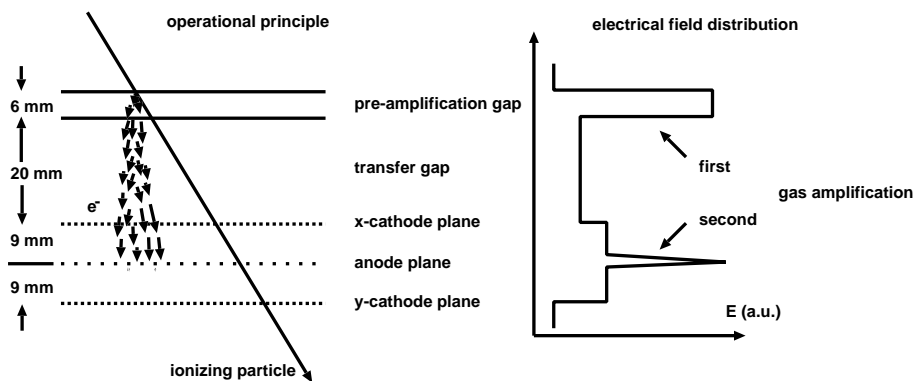 operational principle
electrical field distribution
6 mm
pre-amplification gap
first
20 mm
transfer gap
gas amplification
e-
x-cathode plane
second
9 mm
anode plane
9 mm
y-cathode plane
E (a.u.)
ionizing particle